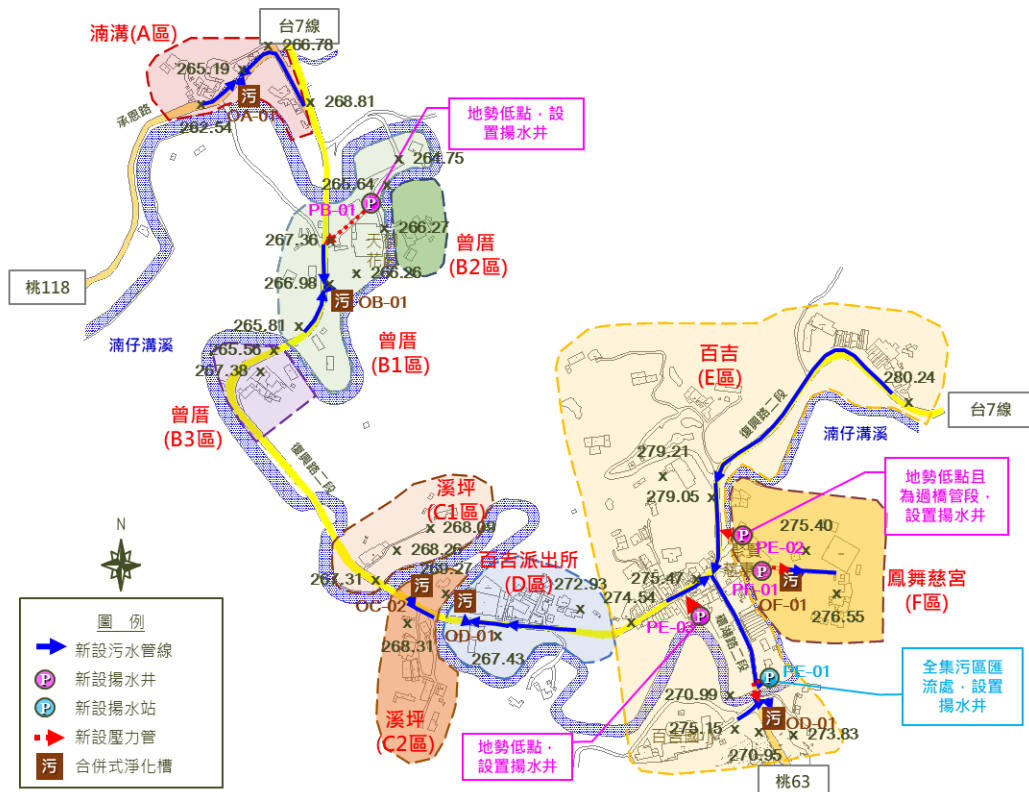 台7線
湳溝(A區)
266.78
265.19
污
OA-01
268.81
262.54
承恩路
地勢低點，設
置揚水井
264.75
265.64
P
PB-01
266.27
267.36
曾厝
(B2區)
桃118
266.26
266.98
污
OB-01
265.81
湳仔溝溪
265.56
曾厝
(B1區)
267.38
曾厝
(B3區)
復興路二段
百吉
(E區)
280.24
台7線
復興路二段
湳仔溝溪
279.21
279.05
地勢低點且
為過橋管段，
設置揚水井
溪坪
(C1區)
268.09
268.26
P
275.40
PE-02
N
百吉派出所
(D區)
269.27
267.31
污
OC-02
污
272.93
275.47
274.54
P
PF-01
污
OF-01
鳳舞慈宮
(F區)
276.55
OD-01
268.31
267.43
PE-03
P
溪坪
(C2區)
P
PE-01
全集污區匯
流處，設置
揚水井
270.99
污
OD-01
275.15
273.83
270.95
地勢低點，
設置揚水井
桃63
圖 例
新設污水管線
P
新設揚水井
P
新設揚水站
新設壓力管
污
合併式淨化槽